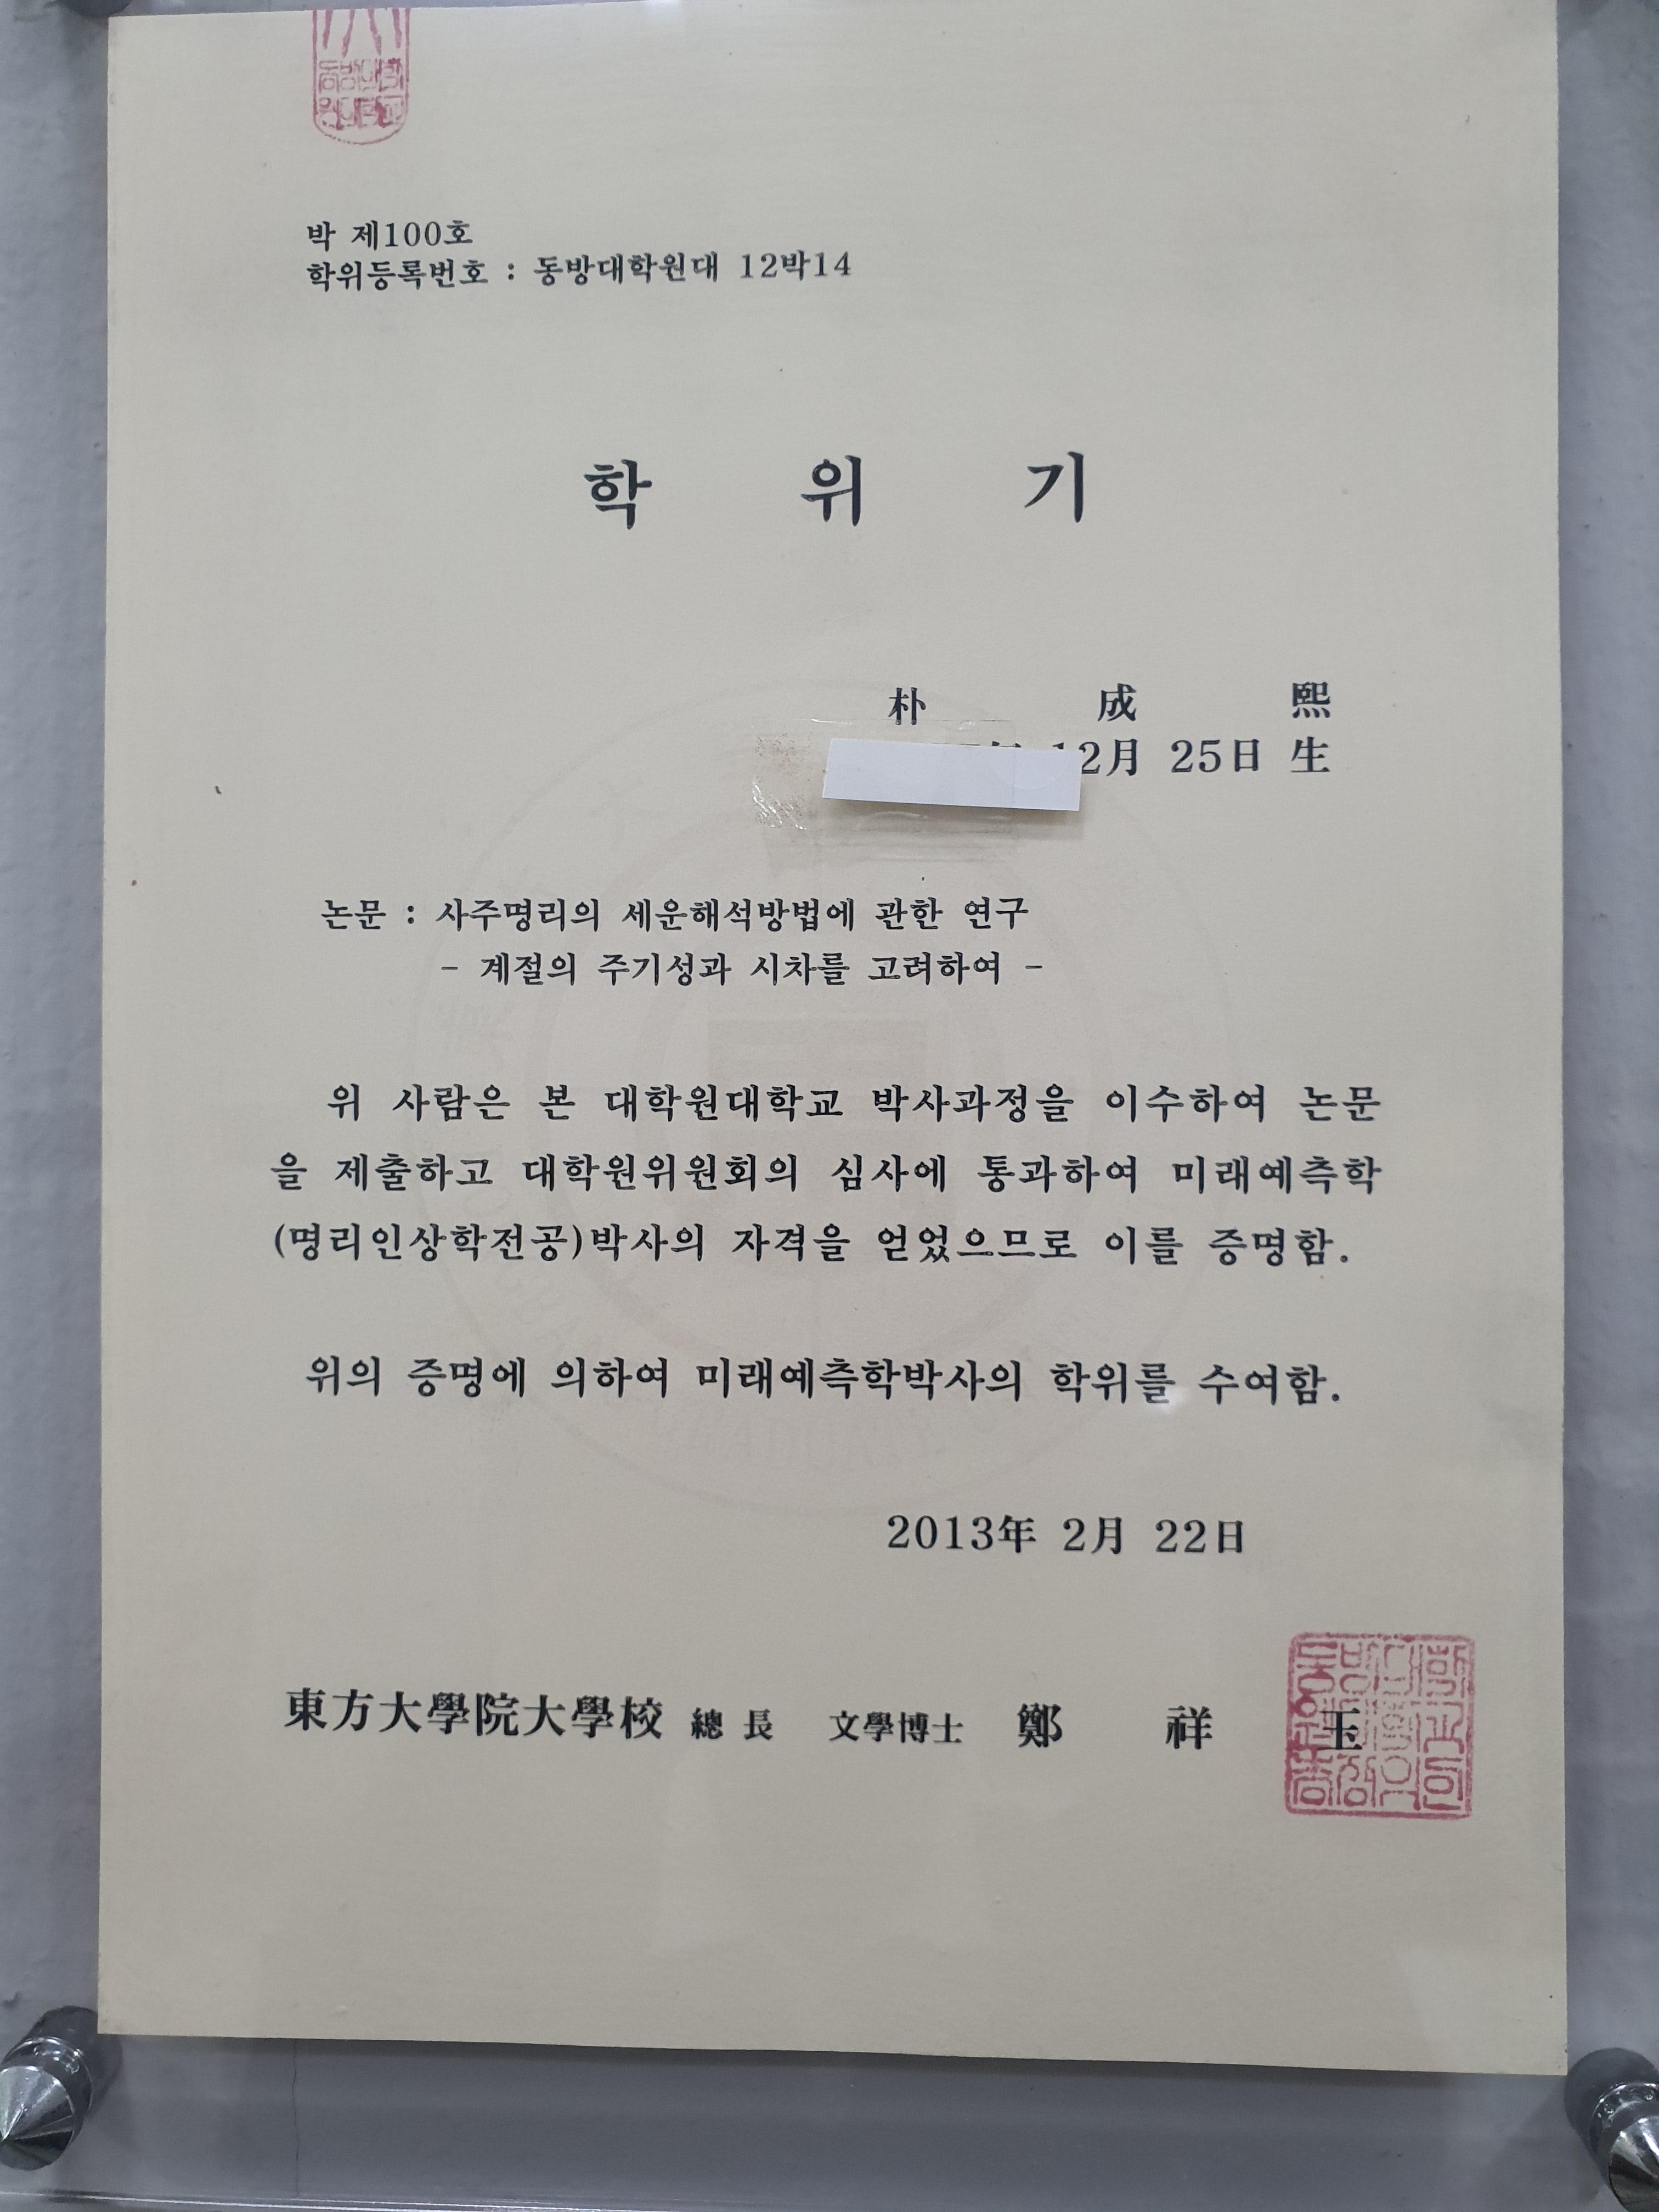 박 제100호
학위등록번호 : 동방대학원대 12박14
학 위 기
朴 成 熙
12月 25日 生
논문 : 사주명리의 세운해석방법에 관한 연구
- 계절의 주기성과 시차를 고려하여 -
위 사람은 본 대학원대학교 박사과정을 이수하여 논문
을 제출하고 대학원위원회의 심사에 통과하여 미래예측학
(명리인상학전공)박사의 자격을 얻었으므로 이를 증명함.
위의 증명에 의하여 미래예측학박사의 학위를 수여함.
2013年 2月 22日
東方大學院大學校 總 長 文學博士 鄭 祥 玉